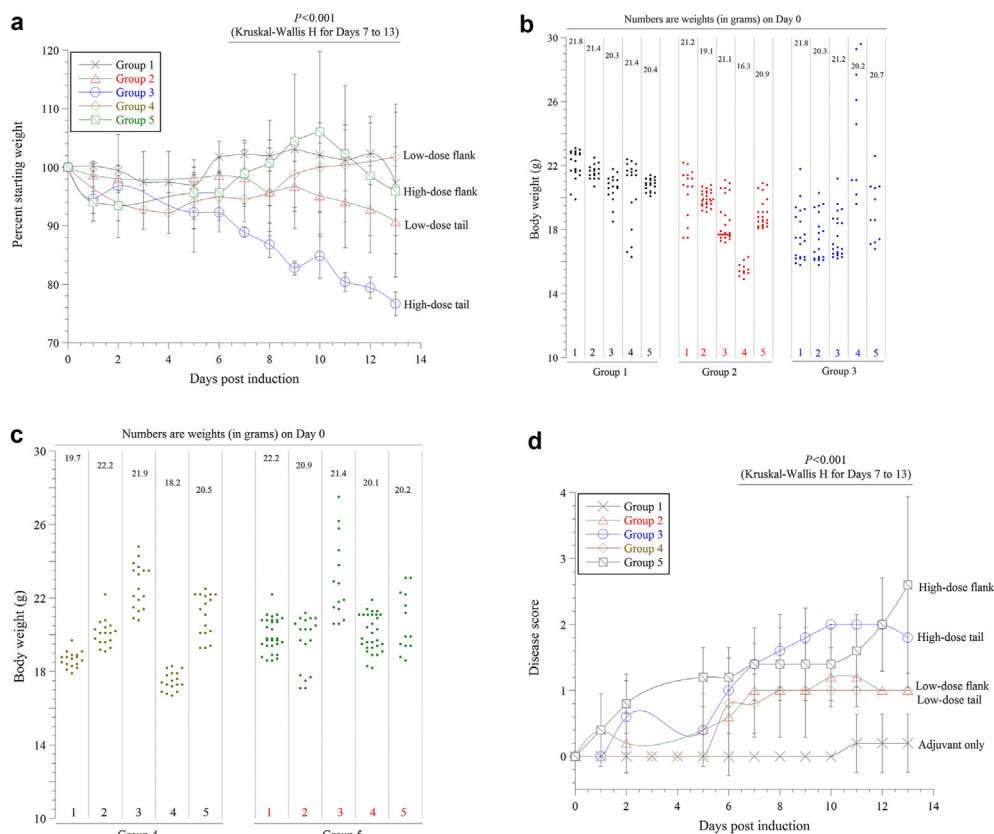 a
P<0.001
(Kruskal-Wallis H for Days 7 to 13)
120
110
100
90
80
70
Percent starting weight
Group 1
Group 2
Group 3
Group 4
Group 5
Low-dose flank
High-dose flank
Low-dose tail
High-dose tail
0 2 4 6 8 10 12 14
Days post induction
b
Numbers are weights (in grams) on Day 0
21.8 21.4 20.3 21.4 20.4 21.2 19.1 21.1 16.3 20.9 21.8 20.3 21.2 20.2 20.7
30
26
22
18
14
10
Body weight (g)
1 2 3 4 5 1 2 3 4 5 1 2 3 4 5
Group 1 Group 2 Group 3
c
Numbers are weights (in grams) on Day 0
19.7 22.2 21.9 18.2 20.5 22.2 20.9 21.4 20.1 20.2
30
26
22
18
14
10
Body weight (g)
1 2 3 4 5 1 2 3 4 5
Group 4 Group 5
d
P<0.001
(Kruskal-Wallis H for Days 7 to 13)
4
3
2
1
0
Disease score
Group 1
Group 2
Group 3
Group 4
Group 5
High-dose flank
High-dose tail
Low-dose flank
Low-dose tail
Adjuvant only
0 2 4 6 8 10 12 14
Days post induction